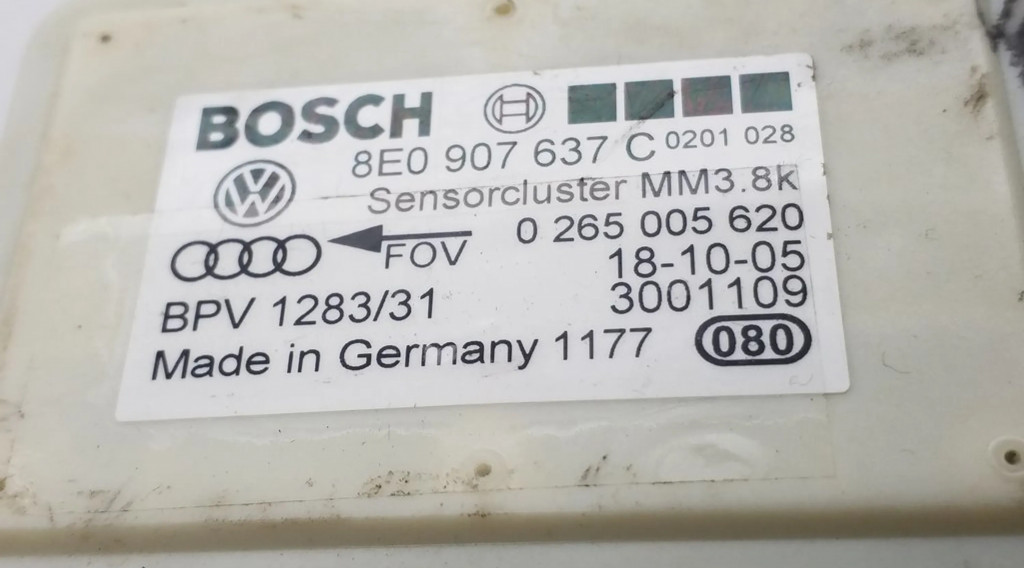 BOSCH
8E0 907 637 C 0201 028
Sensorcluster MM3.8k
0 265 005 620
FOV
18-10-05
BPV 1283/31 3001109
Made in Germany 1177 080